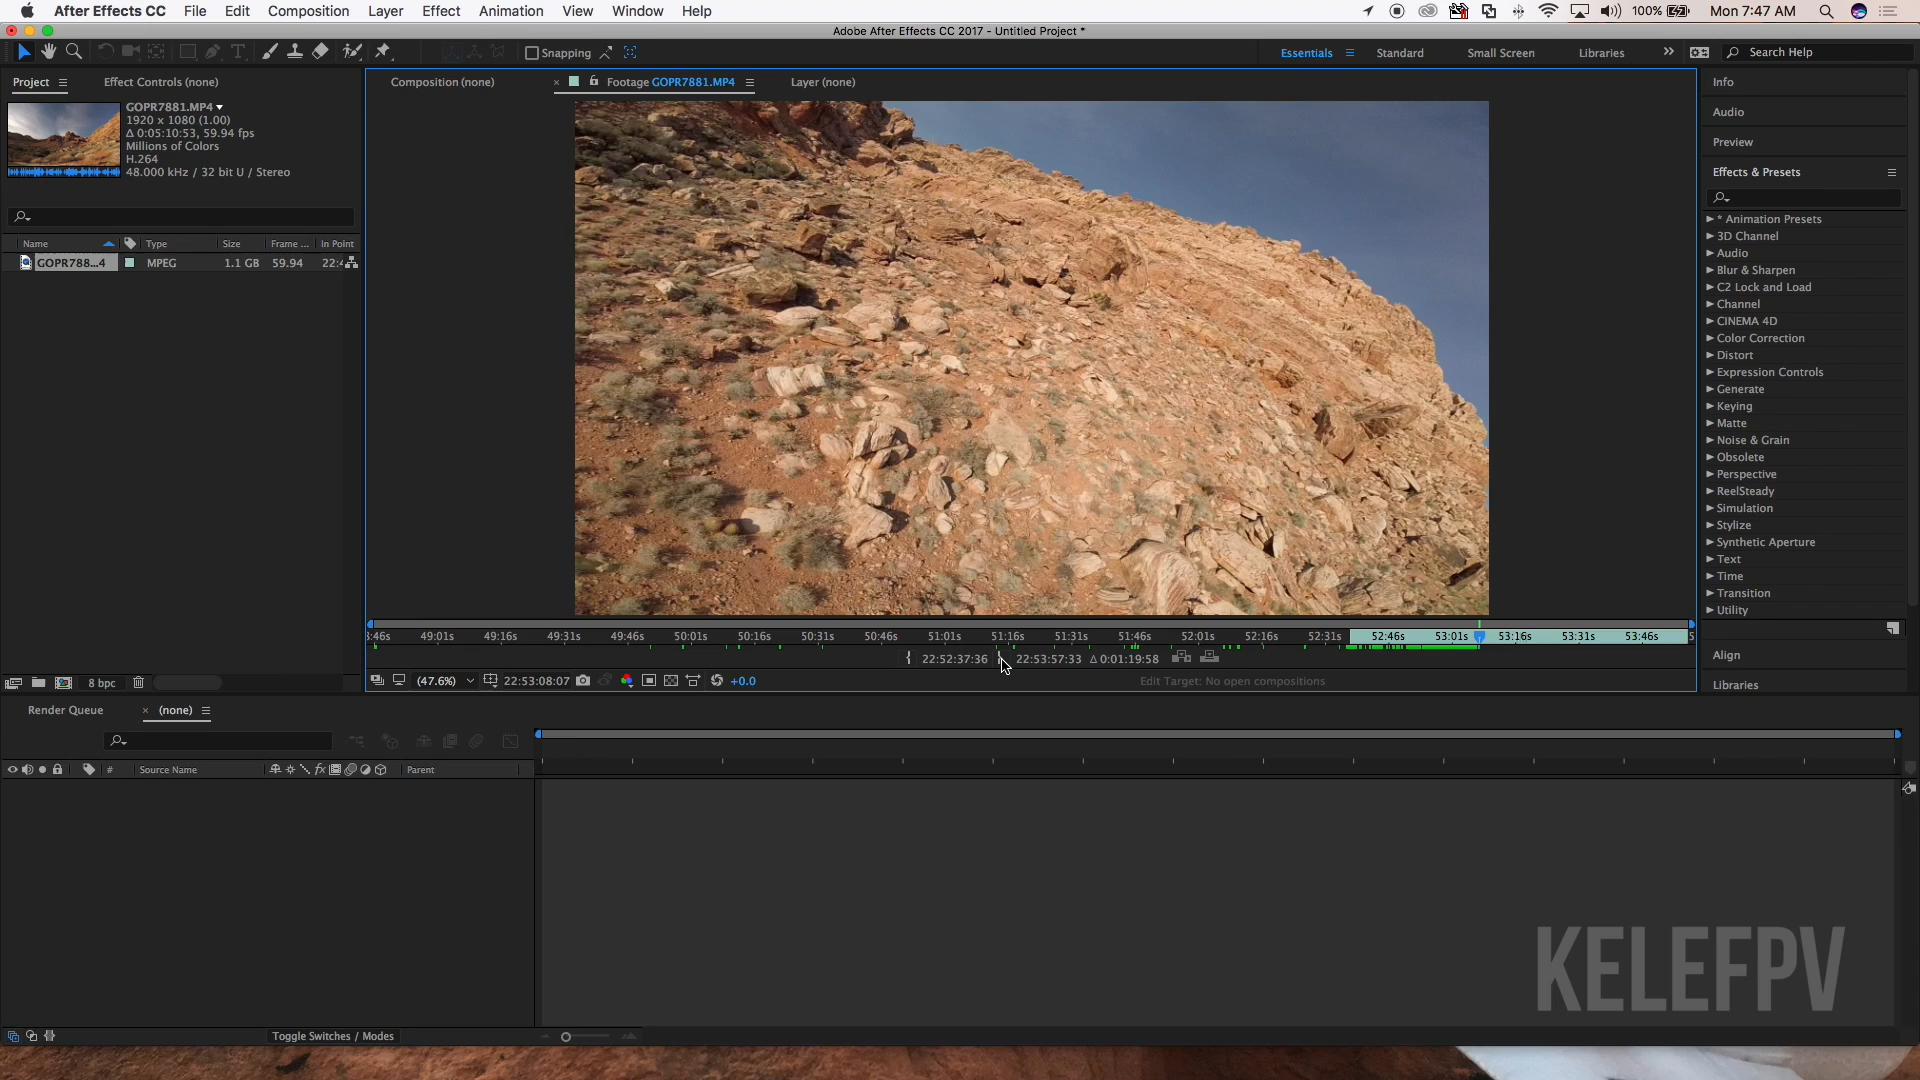 After Effects CC File Edit Composition Layer Effect Animation View Window Help 100% Mon 7:47 AM
Adobe After Effects CC 2017 - Untitled Project *
Snapping Essentials Standard Small Screen Libraries Search Help
Project Effect Controls (none) Composition (none) Footage GOPR7881.MP4 Layer (none)
GOPR7881.MP4
1920 x 1080 (1.00)
Δ 0:05:10:53, 59.94 fps
Millions of Colors
H.264
48.000 kHz / 32 bit U / Stereo
Name Type Size Frame ... In Point
GOPR788...4 MPEG 1.1 GB 59.94 22:4
Info
Audio
Preview
Effects & Presets
* Animation Presets
3D Channel
Audio
Blur & Sharpen
C2 Lock and Load
Channel
CINEMA 4D
Color Correction
Distort
Expression Controls
Generate
Keying
Matte
Noise & Grain
Obsolete
Perspective
ReelSteady
Simulation
Stylize
Synthetic Aperture
Text
Time
Transition
Utility
Align
Libraries
3:46s 49:01s 49:16s 49:31s 49:46s 50:01s 50:16s 50:31s 50:46s 51:01s 51:16s 51:31s 51:46s 52:01s 52:16s 52:31s 52:46s 53:01s 53:16s 53:31s 53:46s 5
22:52:37:36 22:53:57:33 Δ 0:01:19:58
8 bpc (47.6%) 22:53:08:07 +0.0 Edit Target: No open compositions
Render Queue (none)
# Source Name fx Parent
Toggle Switches / Modes
KELEFPV